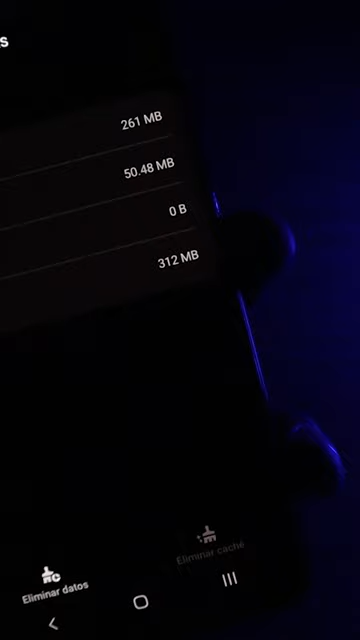 s
261 MB
50.48 MB
0 B
312 MB
Eliminar caché
Eliminar datos